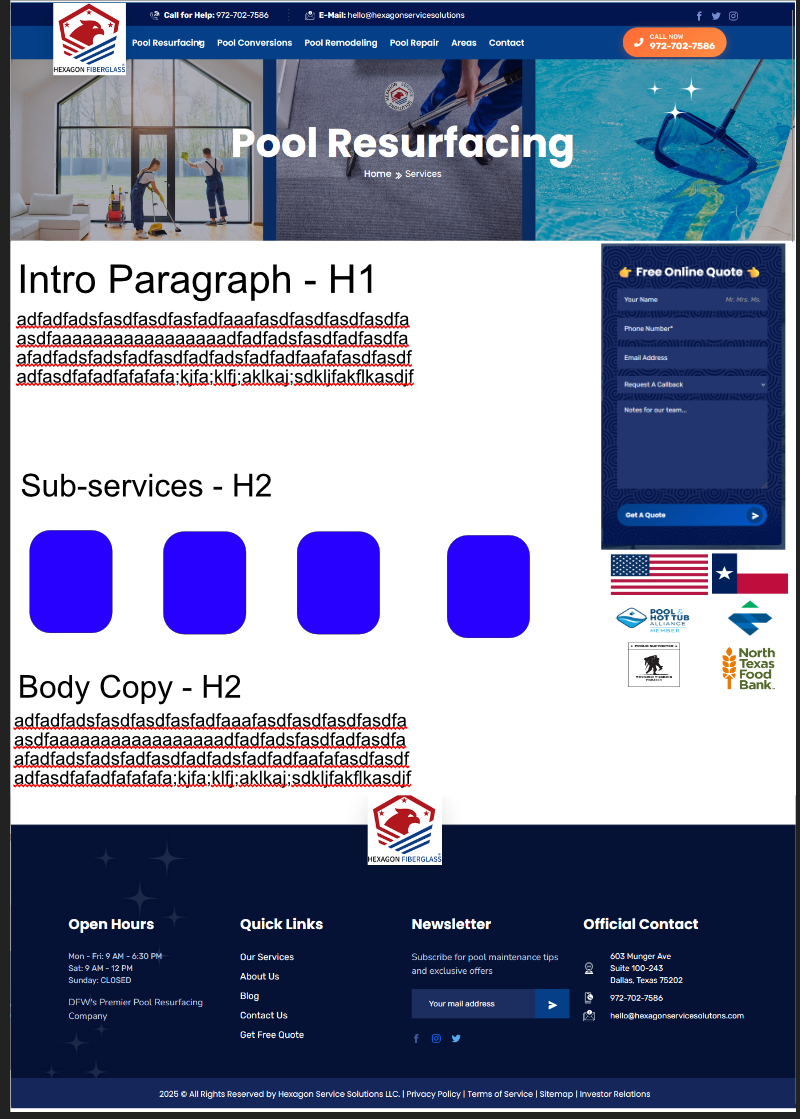 Call for Help: 972-702-7586
E-Mail: hello@hexagonservicesolutions
HEXAGON FIBERGLASS
Pool Resurfacing Pool Conversions Pool Remodeling Pool Repair Areas Contact
CALL NOW
972-702-7586
Pool Resurfacing
Home » Services
Intro Paragraph - H1
adfadfadsfasdfasdfasfadfaaafasdfasdfasdfasdfa
asdfaaaaaaaaaaaaaaaaadfadfadsfasdfadfasdfa
afadfadsfadsfadfasdfadfadsfadfadfaafafasdfasdf
adfasdfafadfafafafa;kjfa;klfj;aklkaj;sdkljfakflkasdjf
👉 Free Online Quote 👈
Your Name Mr. Mrs. Ms.
Phone Number*
Email Address
Request A Callback
Notes for our team...
Get A Quote
POOL &
HOT TUB
ALLIANCE
MEMBER
North
Texas
Food
Bank
Sub-services - H2
Body Copy - H2
adfadfadsfasdfasdfasfadfaaafasdfasdfasdfasdfa
asdfaaaaaaaaaaaaaaaaadfadfadsfasdfadfasdfa
afadfadsfadsfadfasdfadfadsfadfadfaafafasdfasdf
adfasdfafadfafafafa;kjfa;klfj;aklkaj;sdkljfakflkasdjf
HEXAGON FIBERGLASS
Open Hours
Mon - Fri: 9 AM - 6:30 PM
Sat: 9 AM - 12 PM
Sunday: CLOSED
DFW's Premier Pool Resurfacing
Company
Quick Links
Our Services
About Us
Blog
Contact Us
Get Free Quote
Newsletter
Subscribe for pool maintenance tips
and exclusive offers
Your mail address
Official Contact
603 Munger Ave
Suite 100-243
Dallas, Texas 75202
972-702-7586
hello@hexagonservicesolutons.com
2025 © All Rights Reserved by Hexagon Service Solutions LLC. | Privacy Policy | Terms of Service | Sitemap | Investor Relations